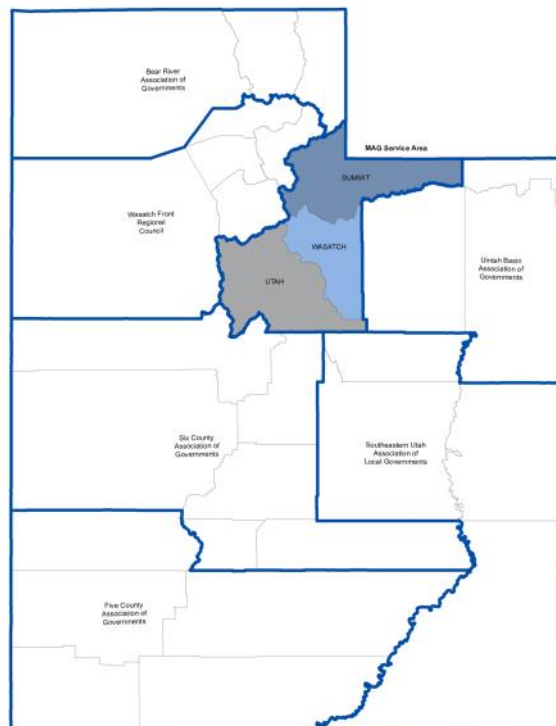 Bear River
Association of
Governments
MAG Service Area
SUMMIT
Wasatch Front
Regional
Council
WASATCH
Uintah Basin
Association of
Governments
UTAH
Six County
Association of
Governments
Southeastern Utah
Association of
Local Governments
Five County
Association of
Governments